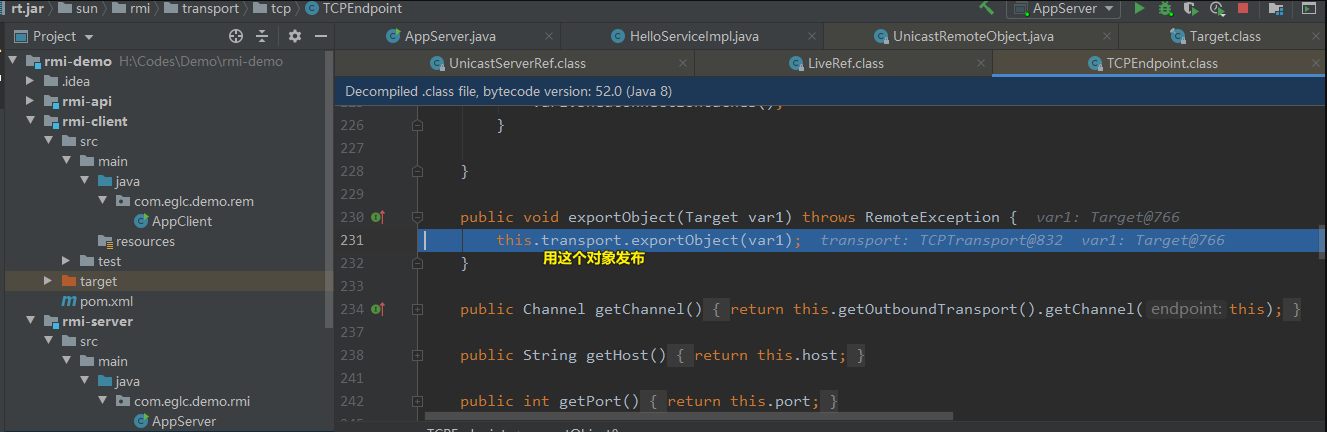 rt.jar sun rmi transport tcp TCPEndpoint
AppServer
Project
AppServer.java HelloServiceImpl.java UnicastRemoteObject.java Target.class
UnicastServerRef.class LiveRef.class TCPEndpoint.class
Decompiled .class file, bytecode version: 52.0 (Java 8)
rmi-demo H:\Codes\Demo\rmi-demo
.idea
rmi-api
rmi-client
src
main
java
com.eglc.demo.rem
AppClient
resources
test
target
pom.xml
rmi-server
src
main
java
com.eglc.demo.rmi
AppServer
226 }
227
228 }
229
230 public void exportObject(Target var1) throws RemoteException { var1: Target@766
231 this.transport.exportObject(var1); transport: TCPTransport@832 var1: Target@766
用这个对象发布
232 }
233
234 public Channel getChannel() { return this.getOutboundTransport().getChannel( endpoint: this); }
237
238 public String getHost() { return this.host; }
241
242 public int getPort() { return this.port; }